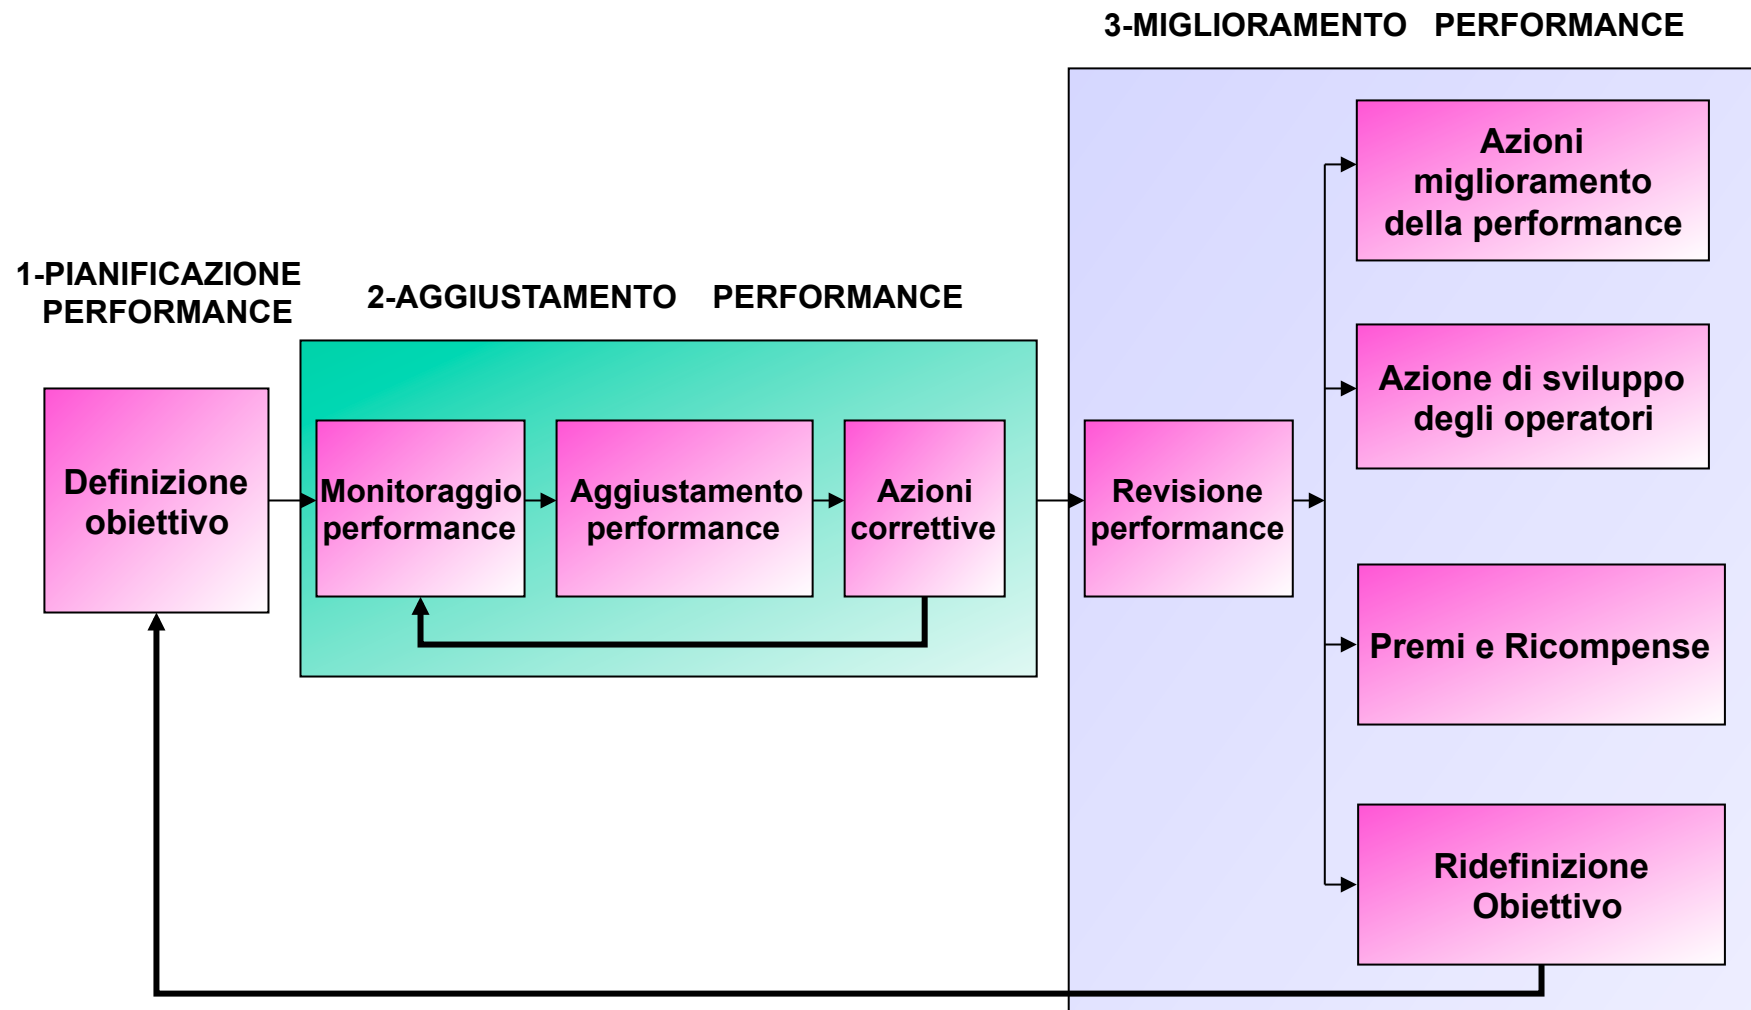 3-MIGLIORAMENTO PERFORMANCE
Azioni
miglioramento
della performance
1-PIANIFICAZIONE
PERFORMANCE
2-AGGIUSTAMENTO PERFORMANCE
Azione di sviluppo
degli operatori
Definizione
obiettivo
Monitoraggio
performance
Aggiustamento
performance
Azioni
correttive
Revisione
performance
Premi e Ricompense
Ridefinizione
Obiettivo